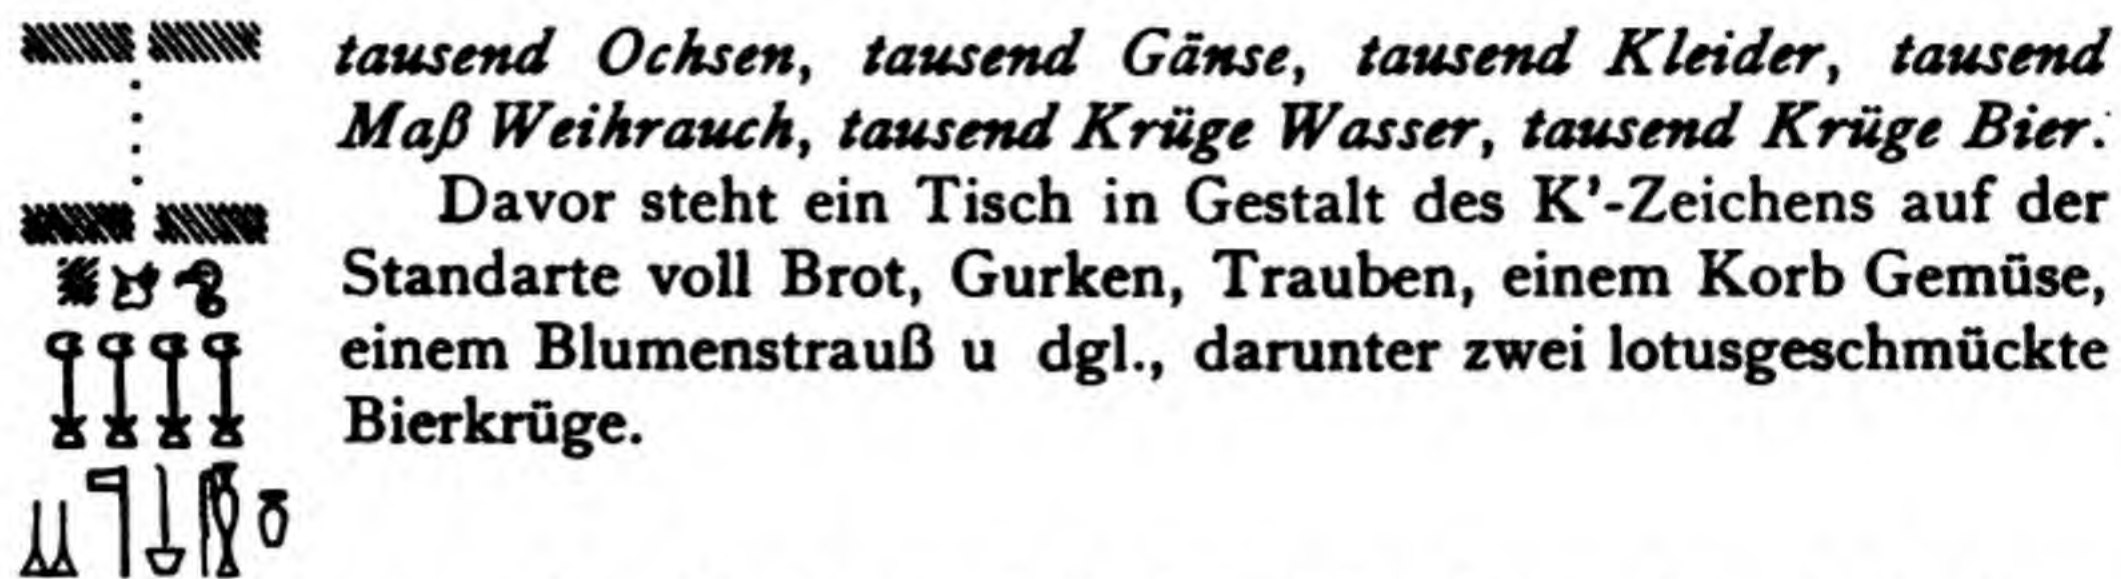 tausend Ochsen, tausend Gänse, tausend Kleider, tausend
Maß Weihrauch, tausend Krüge Wasser, tausend Krüge Bier.
Davor steht ein Tisch in Gestalt des K’-Zeichens auf der
Standarte voll Brot, Gurken, Trauben, einem Korb Gemüse,
einem Blumenstrauß u dgl., darunter zwei lotusgeschmückte
Bierkrüge.